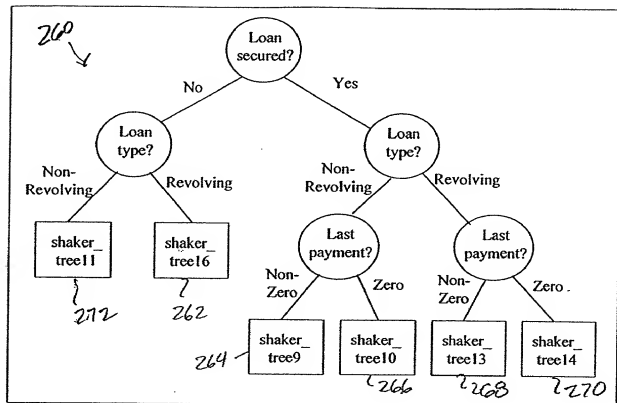 260
Loan
secured?
No
Yes
Loan
type?
Loan
type?
Non-
Revolving
Revolving
Non-
Revolving
Revolving
shaker_
tree11
shaker_
tree16
Last
payment?
Last
payment?
272
262
Non-
Zero
Zero
Non-
Zero
Zero
264
shaker_
tree9
shaker_
tree10
shaker_
tree13
shaker_
tree14
266
268
270